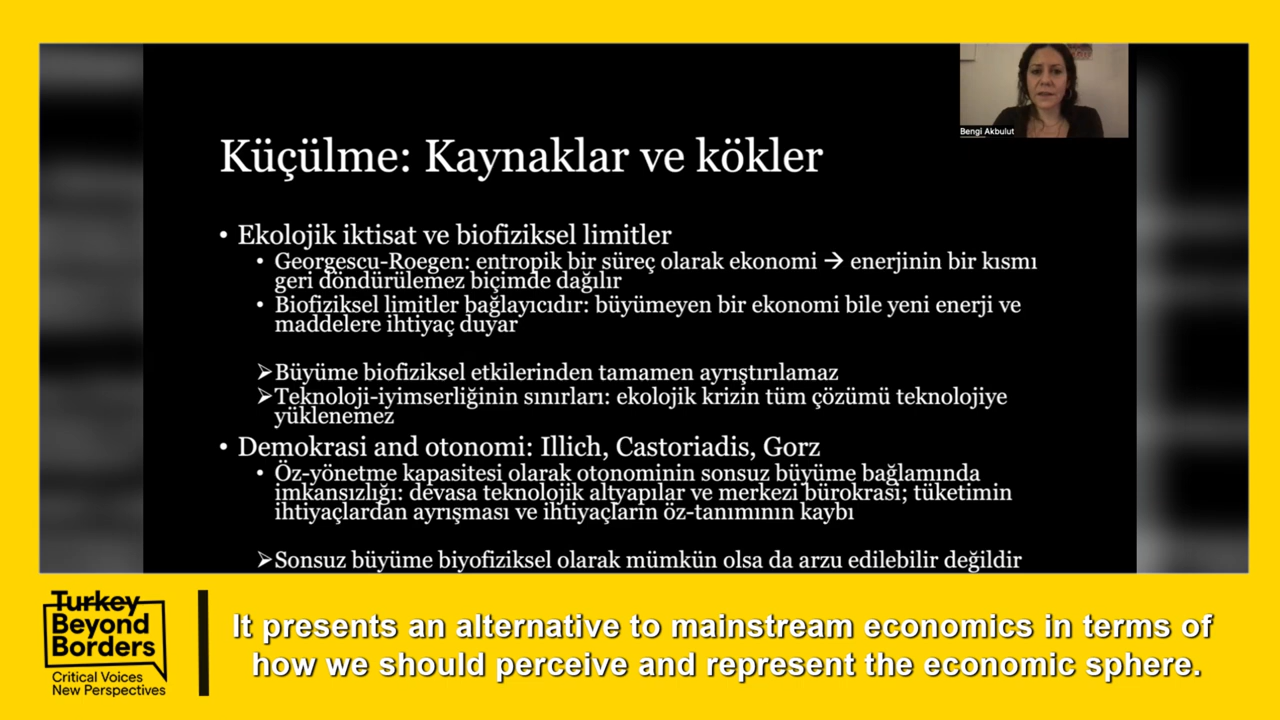 Bengi Akbulut
Küçülme: Kaynaklar ve kökler
• Ekolojik iktisat ve biofiziksel limitler
• Georgescu-Roegen: entropik bir süreç olarak ekonomi → enerjinin bir kısmı
geri döndürülemez biçimde dağılır
• Biofiziksel limitler bağlayıcıdır: büyümeyen bir ekonomi bile yeni enerji ve
maddelere ihtiyaç duyar
➢Büyüme biofiziksel etkilerinden tamamen ayrıştırılamaz
➢Teknoloji-iyimserliğinin sınırları: ekolojik krizin tüm çözümü teknolojiye
yüklenemez
• Demokrasi and otonomi: Illich, Castoriadis, Gorz
• Öz-yönetme kapasitesi olarak otonominin sonsuz büyüme bağlamında
imkansızlığı: devasa teknolojik altyapılar ve merkezi bürokrasi; tüketimin
ihtiyaçlardan ayrışması ve ihtiyaçların öz-tanımının kaybı
➢Sonsuz büyüme biyofiziksel olarak mümkün olsa da arzu edilebilir değildir
Turkey
Beyond
Borders
Critical Voices
New Perspectives
It presents an alternative to mainstream economics in terms of
how we should perceive and represent the economic sphere.